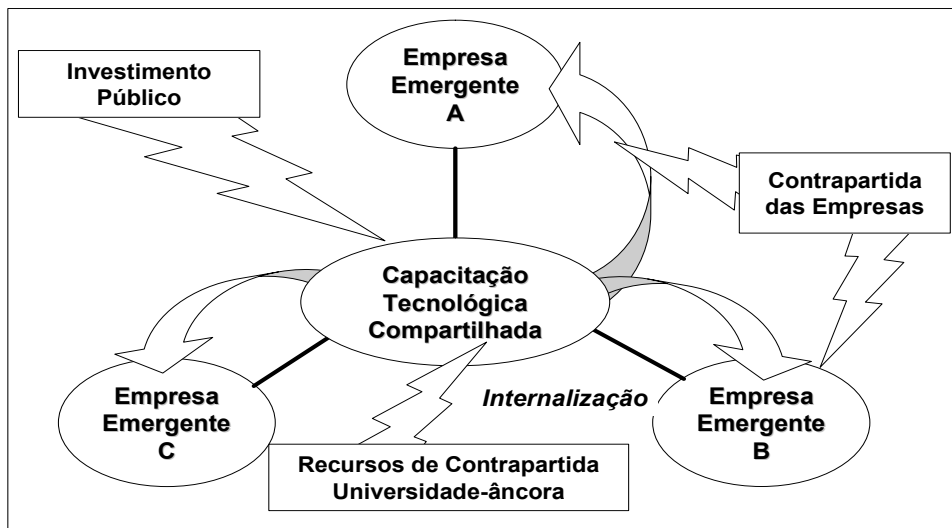 Investimento
Público
Empresa
Emergente
A
Contrapartida
das Empresas
Capacitação
Tecnológica
Compartilhada
Empresa
Emergente
C
Internalização
Empresa
Emergente
B
Recursos de Contrapartida
Universidade-âncora